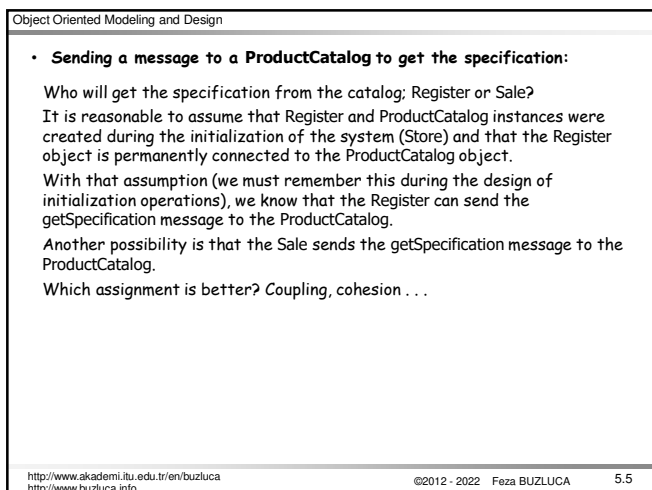 Object Oriented Modeling and Design
• Sending a message to a ProductCatalog to get the specification:
Who will get the specification from the catalog; Register or Sale?
It is reasonable to assume that Register and ProductCatalog instances were
created during the initialization of the system (Store) and that the Register
object is permanently connected to the ProductCatalog object.
With that assumption (we must remember this during the design of
initialization operations), we know that the Register can send the
getSpecification message to the ProductCatalog.
Another possibility is that the Sale sends the getSpecification message to the
ProductCatalog.
Which assignment is better? Coupling, cohesion . . .
http://www.akademi.itu.edu.tr/en/buzluca
http://www.buzluca.info
©2012 - 2022 Feza BUZLUCA 5.5